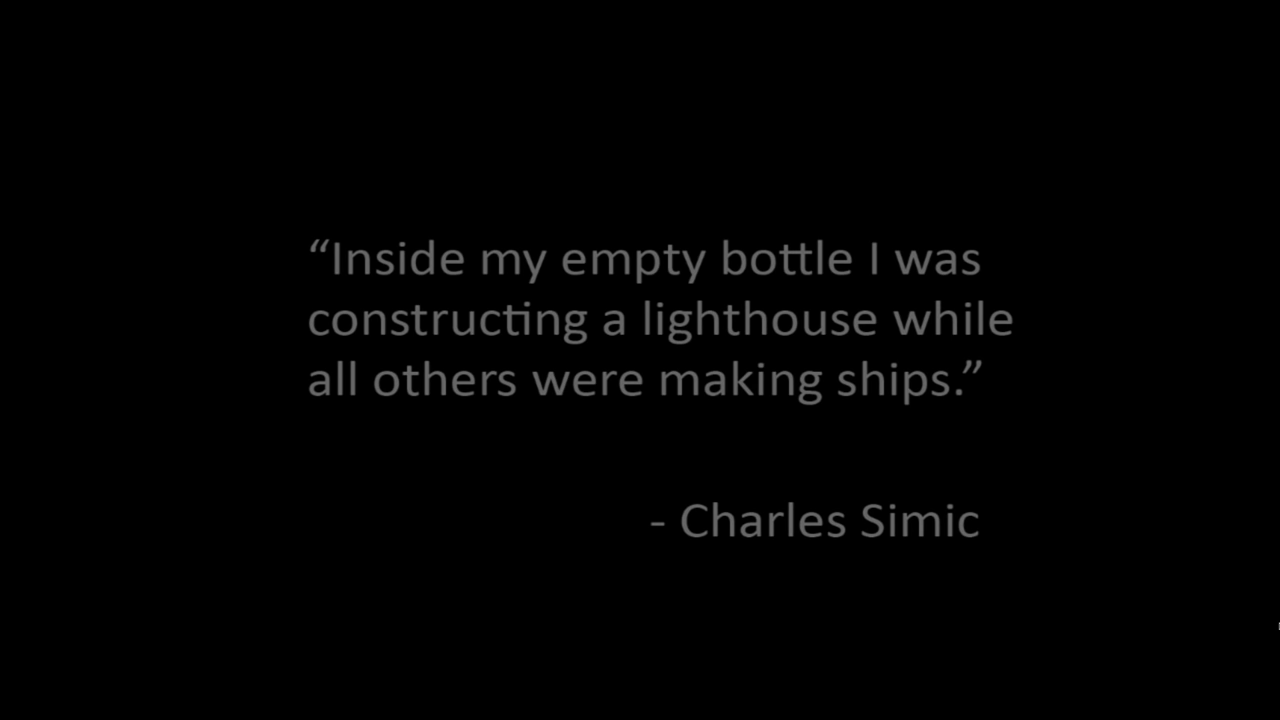 “Inside my empty bottle I was
constructing a lighthouse while
all others were making ships.”
- Charles Simic